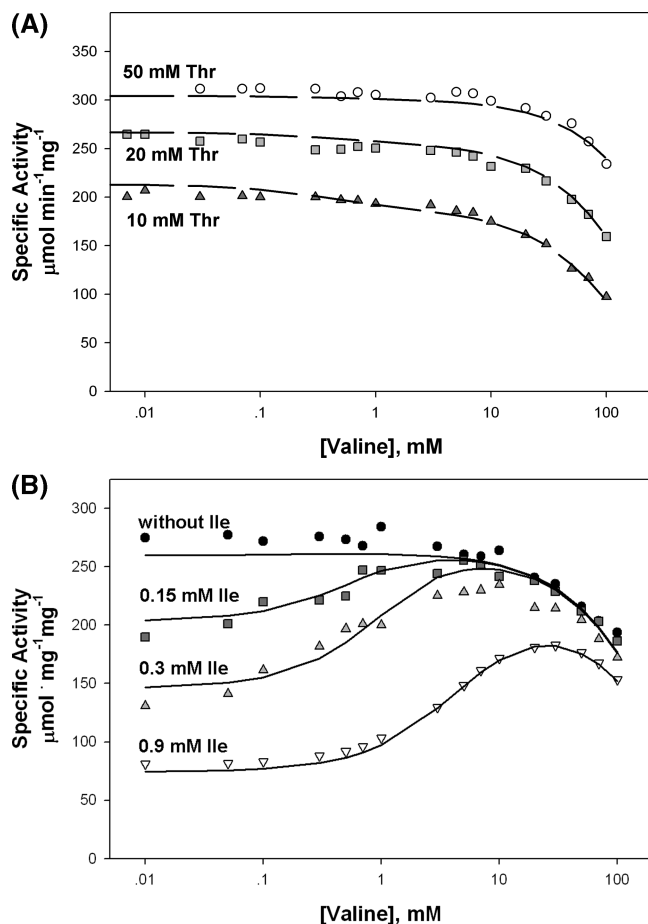 (A)
350
300
250
200
150
100
50
0
Specific Activity
μmol min⁻¹mg⁻¹
50 mM Thr
20 mM Thr
10 mM Thr
.01 .1 1 10 100
[Valine], mM
(B)
300
250
200
150
100
50
0
Specific Activity
μmol · mg⁻¹mg⁻¹
without Ile
0.15 mM Ile
0.3 mM Ile
0.9 mM Ile
.01 .1 1 10 100
[Valine], mM